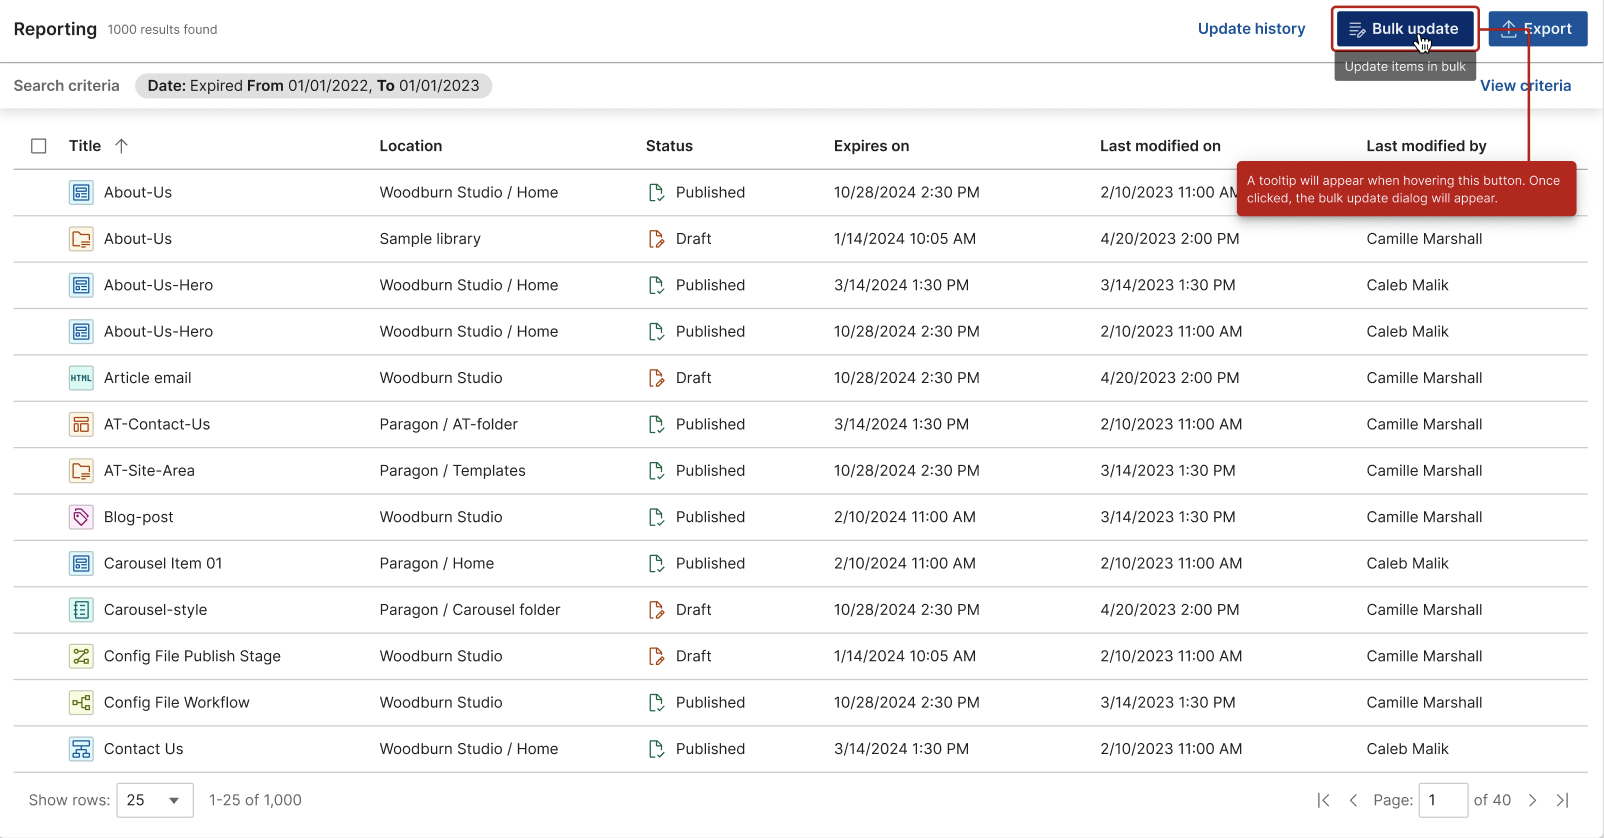 Reporting 1000 results found Update history Bulk update Export
Update items in bulk
Search criteria Date: Expired From 01/01/2022, To 01/01/2023 View criteria
Title Location Status Expires on Last modified on Last modified by
A tooltip will appear when hovering this button. Once
clicked, the bulk update dialog will appear.
About-Us Woodburn Studio / Home Published 10/28/2024 2:30 PM 2/10/2023 11:00 AM
About-Us Sample library Draft 1/14/2024 10:05 AM 4/20/2023 2:00 PM Camille Marshall
About-Us-Hero Woodburn Studio / Home Published 3/14/2024 1:30 PM 3/14/2023 1:30 PM Caleb Malik
About-Us-Hero Woodburn Studio / Home Published 10/28/2024 2:30 PM 2/10/2023 11:00 AM Caleb Malik
HTML Article email Woodburn Studio Draft 10/28/2024 2:30 PM 4/20/2023 2:00 PM Camille Marshall
AT-Contact-Us Paragon / AT-folder Published 3/14/2024 1:30 PM 2/10/2023 11:00 AM Camille Marshall
AT-Site-Area Paragon / Templates Published 10/28/2024 2:30 PM 3/14/2023 1:30 PM Camille Marshall
Blog-post Woodburn Studio Published 2/10/2024 11:00 AM 3/14/2023 1:30 PM Camille Marshall
Carousel Item 01 Paragon / Home Published 2/10/2024 11:00 AM 2/10/2023 11:00 AM Caleb Malik
Carousel-style Paragon / Carousel folder Draft 10/28/2024 2:30 PM 4/20/2023 2:00 PM Camille Marshall
Config File Publish Stage Woodburn Studio Draft 1/14/2024 10:05 AM 2/10/2023 11:00 AM Camille Marshall
Config File Workflow Woodburn Studio Published 10/28/2024 2:30 PM 3/14/2023 1:30 PM Camille Marshall
Contact Us Woodburn Studio / Home Published 3/14/2024 1:30 PM 2/10/2023 11:00 AM Caleb Malik
Show rows: 25 1-25 of 1,000 Page: 1 of 40